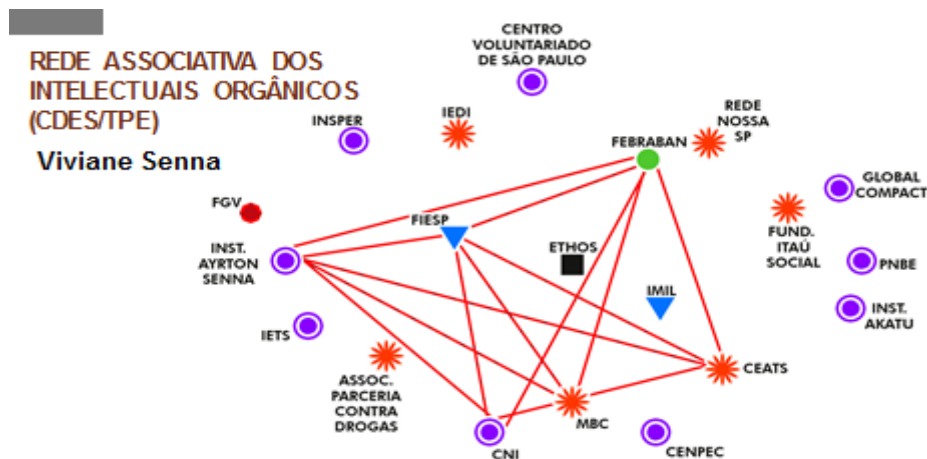 REDE ASSOCIATIVA DOS
INTELECTUAIS ORGÂNICOS
(CDES/TPE)
Viviane Senna
CENTRO
VOLUNTARIADO
DE SÃO PAULO
INSPER
IEDI
REDE
NOSSA
SP
FEBRABAN
GLOBAL
COMPACT
FGV
FIESP
INST.
AYRTON
SENNA
ETHOS
FUND.
ITAÚ
SOCIAL
PNBE
IMIL
INST.
AKATU
IETS
CEATS
ASSOC.
PARCERIA
CONTRA
DROGAS
MBC
CNI
CENPEC